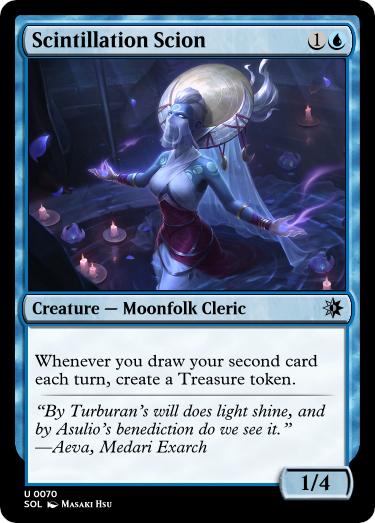 Scintillation Scion 1
Creature — Moonfolk Cleric
Whenever you draw your second card
each turn, create a Treasure token.
“By Turburan’s will does light shine, and
by Asulio’s benediction do we see it.”
—Aeva, Medari Exarch
1/4
U 0070
SOL Masaki Hsu